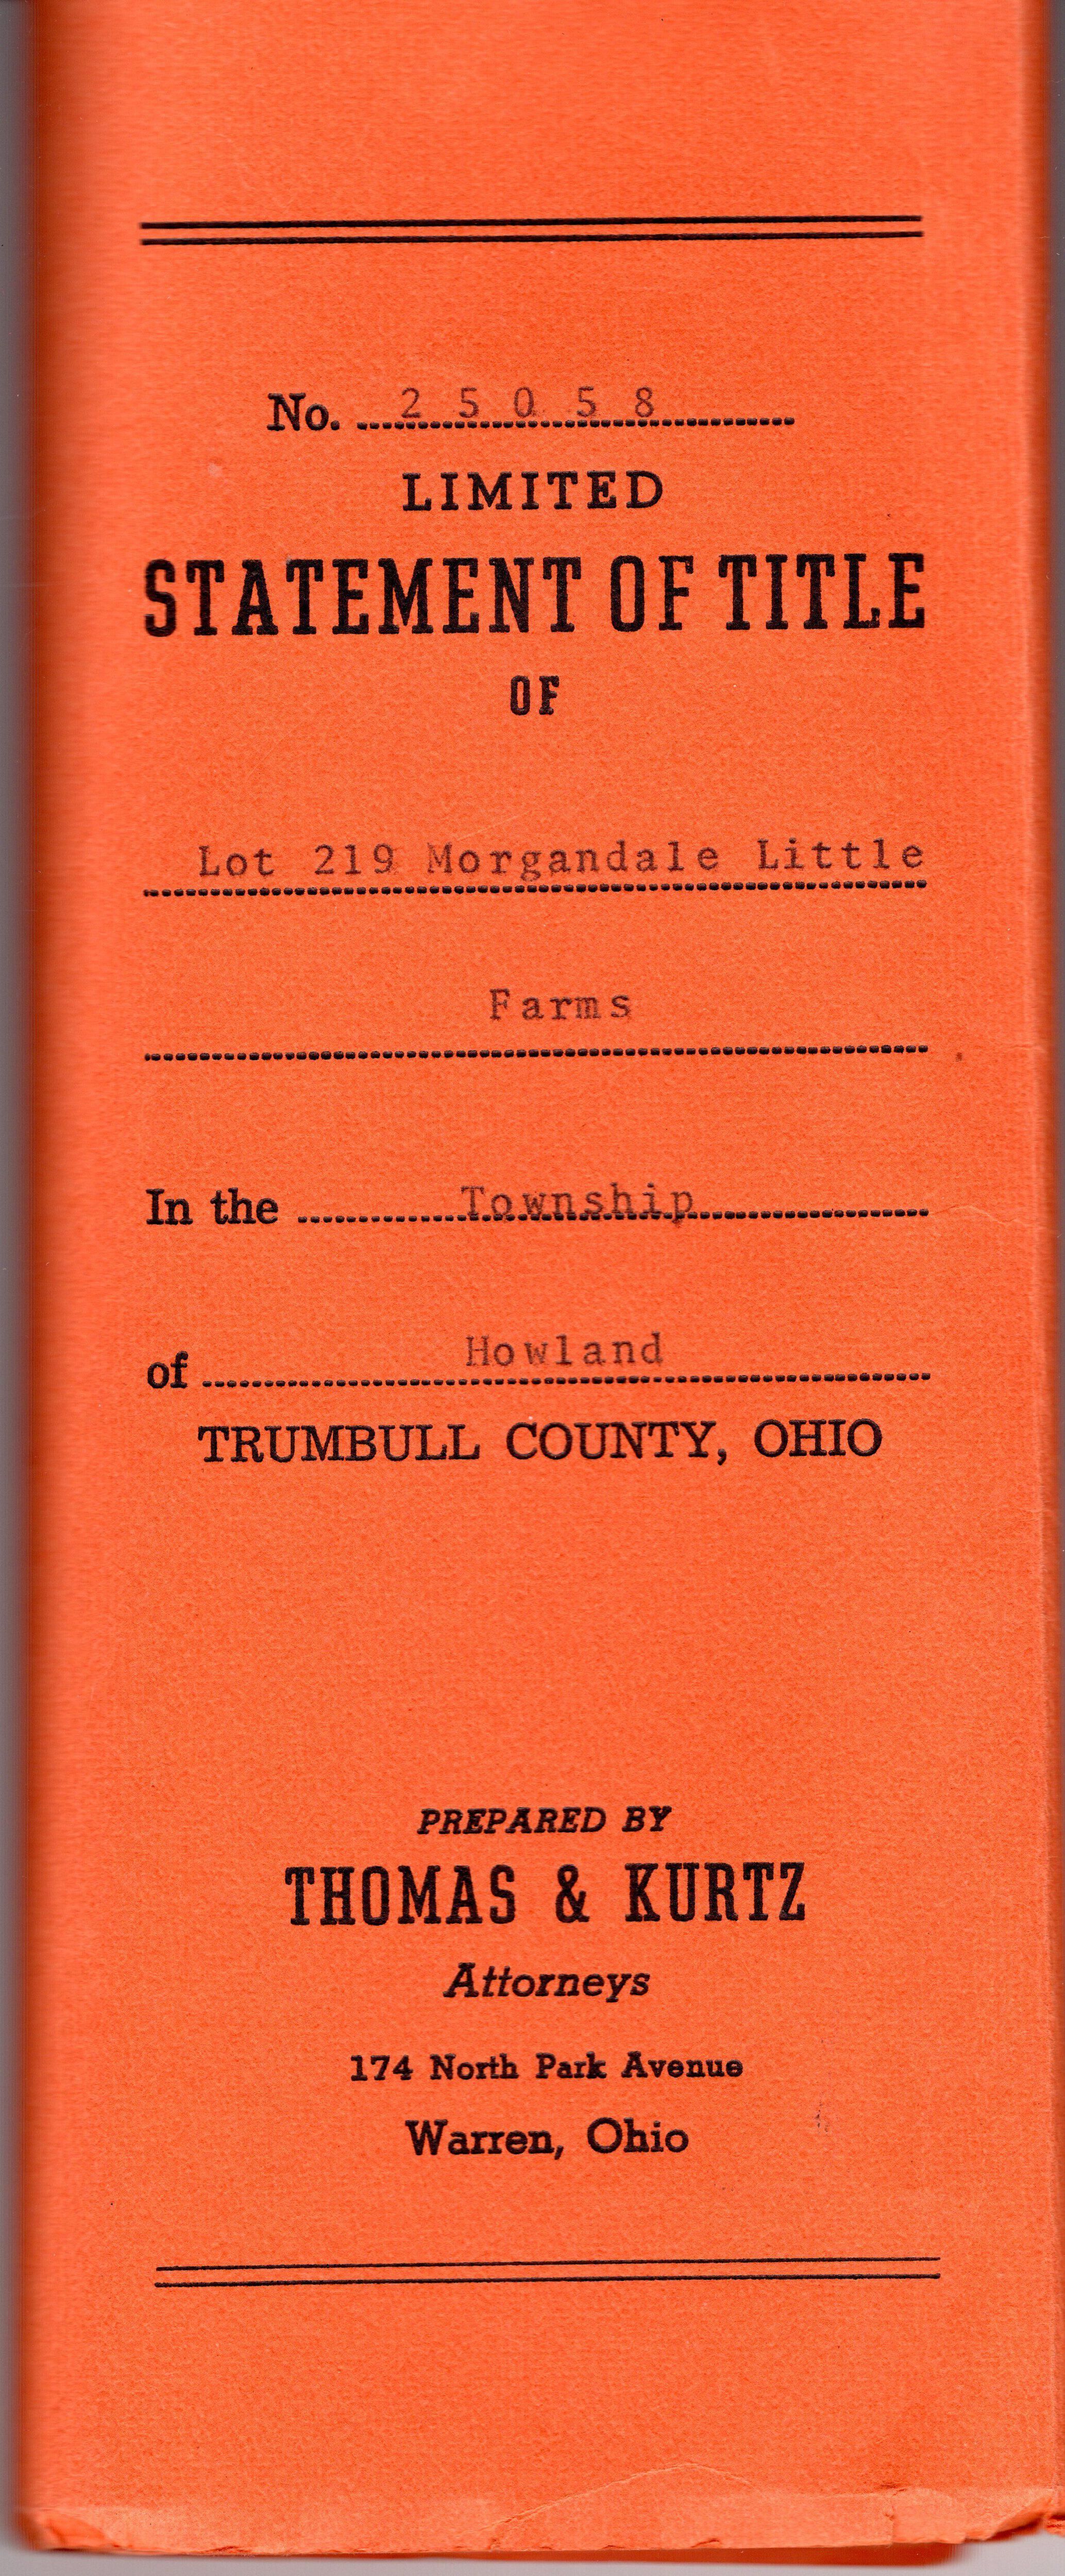 No. 25058
LIMITED
STATEMENT OF TITLE
OF
Lot 219 Morgandale Little
Farms
In the Township
of Howland
TRUMBULL COUNTY, OHIO
PREPARED BY
THOMAS & KURTZ
Attorneys
174 North Park Avenue
Warren, Ohio